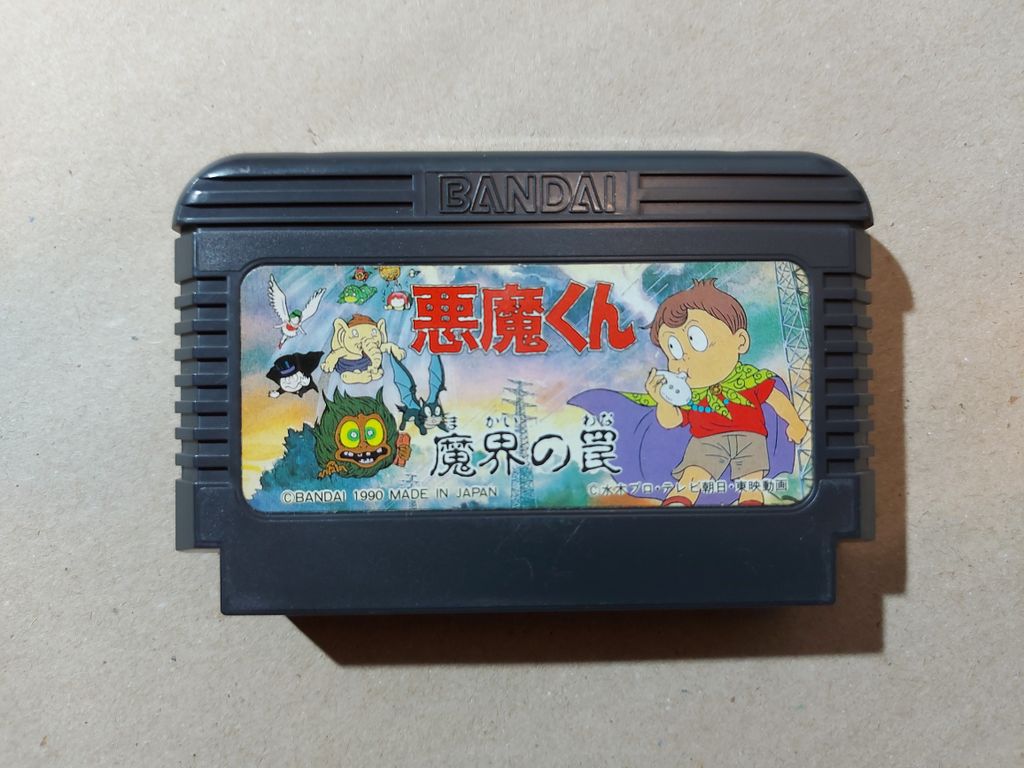 BANDAI
悪魔くん
ま かい わな
魔界の罠
©BANDAI 1990 MADE IN JAPAN
©水木プロ・テレビ朝日・東映動画